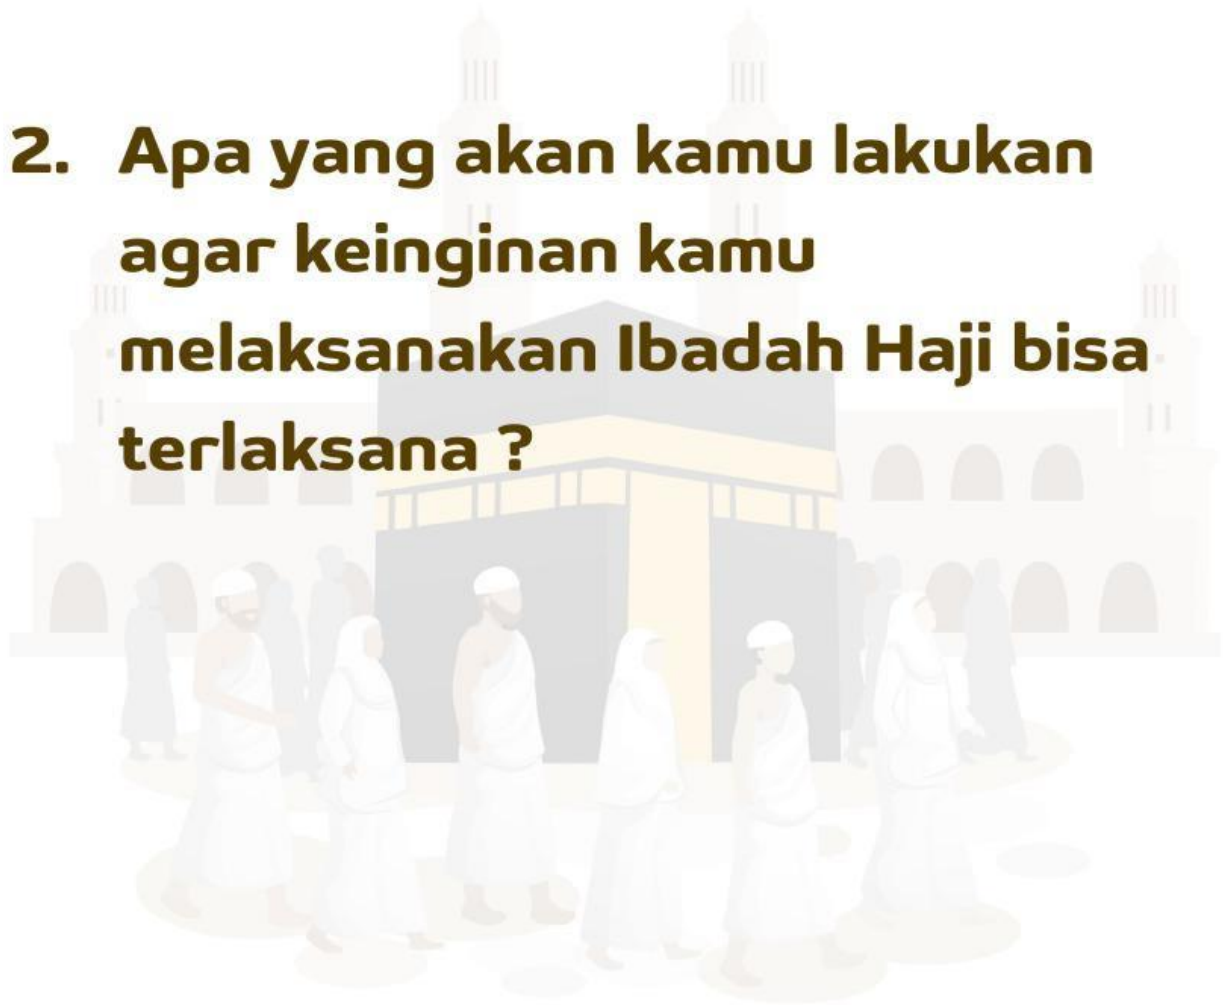 2. Apa yang akan kamu lakukan
agar keinginan kamu
melaksanakan Ibadah Haji bisa
terlaksana ?